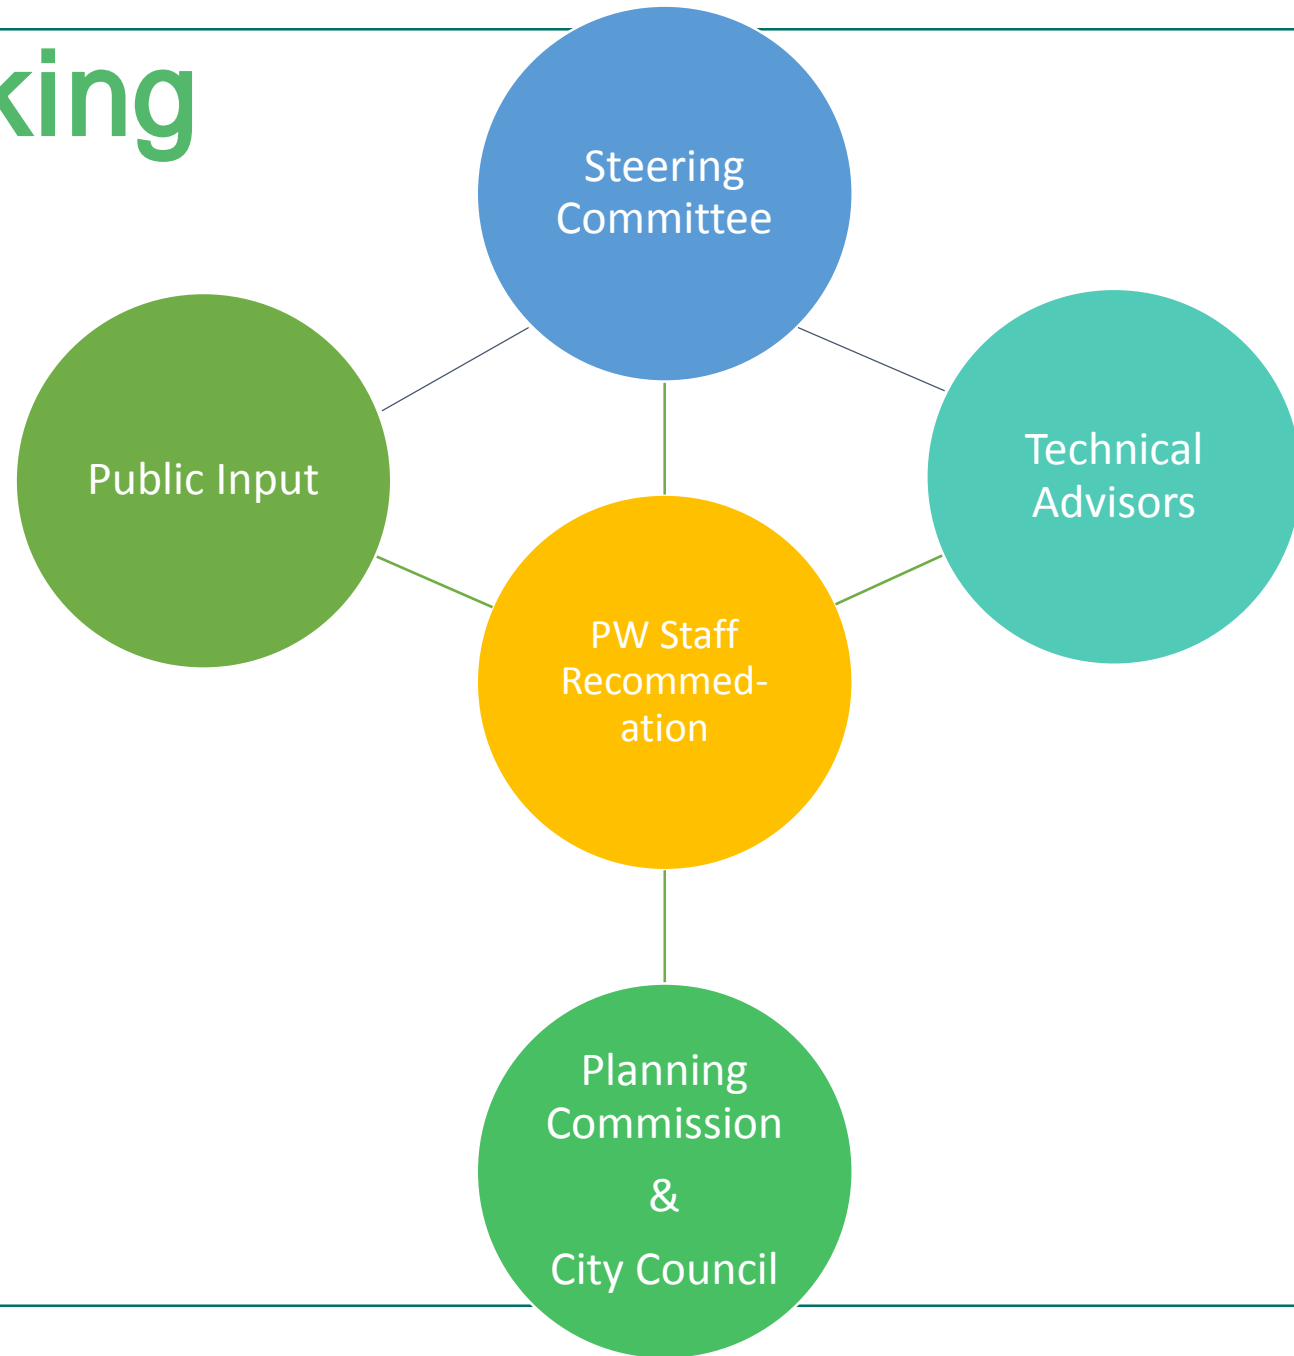 king
Steering
Committee
Public Input
Technical
Advisors
PW Staff
Recommed-
ation
Planning
Commission
&
City Council